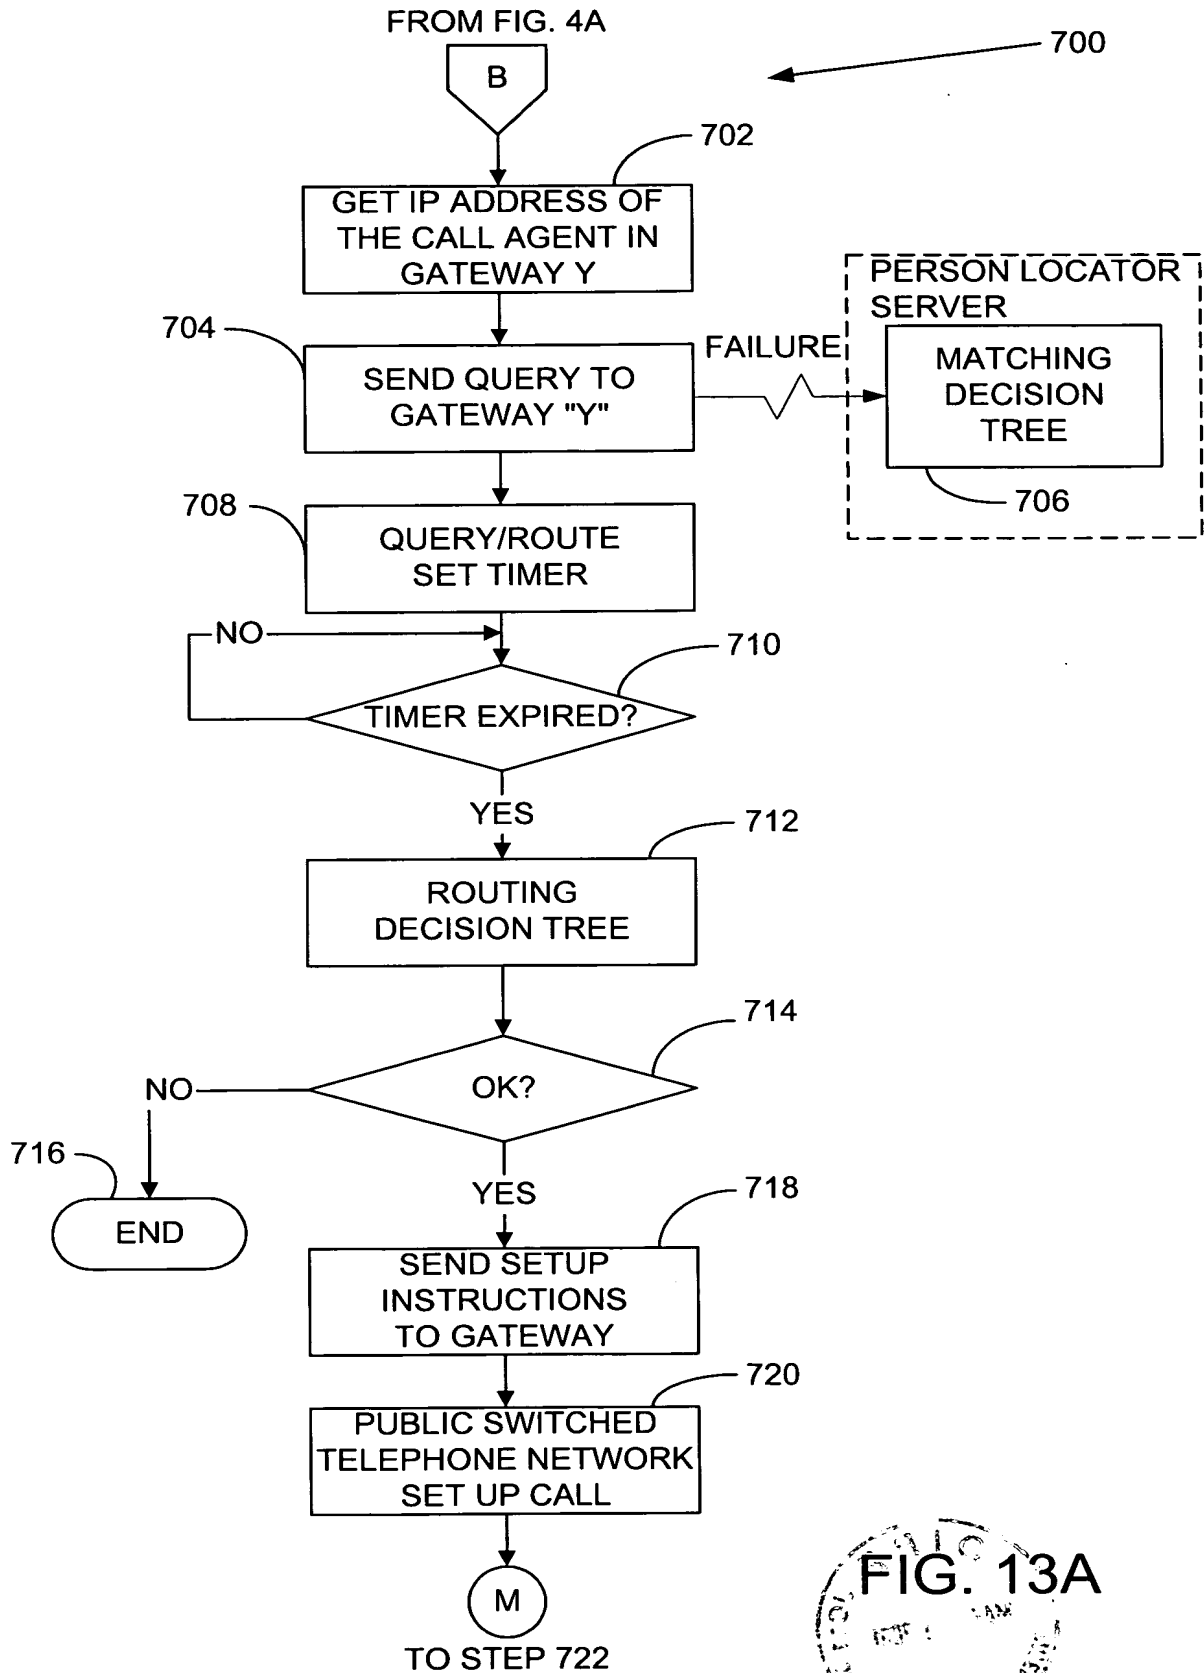 FROM FIG. 4A
B
700
702
GET IP ADDRESS OF
THE CALL AGENT IN
GATEWAY Y
704
SEND QUERY TO
GATEWAY "Y"
FAILURE
PERSON LOCATOR
SERVER
MATCHING
DECISION
TREE
706
708
QUERY/ROUTE
SET TIMER
NO
710
TIMER EXPIRED?
YES
712
ROUTING
DECISION TREE
714
OK?
NO
716
END
YES
718
SEND SETUP
INSTRUCTIONS
TO GATEWAY
720
PUBLIC SWITCHED
TELEPHONE NETWORK
SET UP CALL
M
TO STEP 722
FIG. 13A